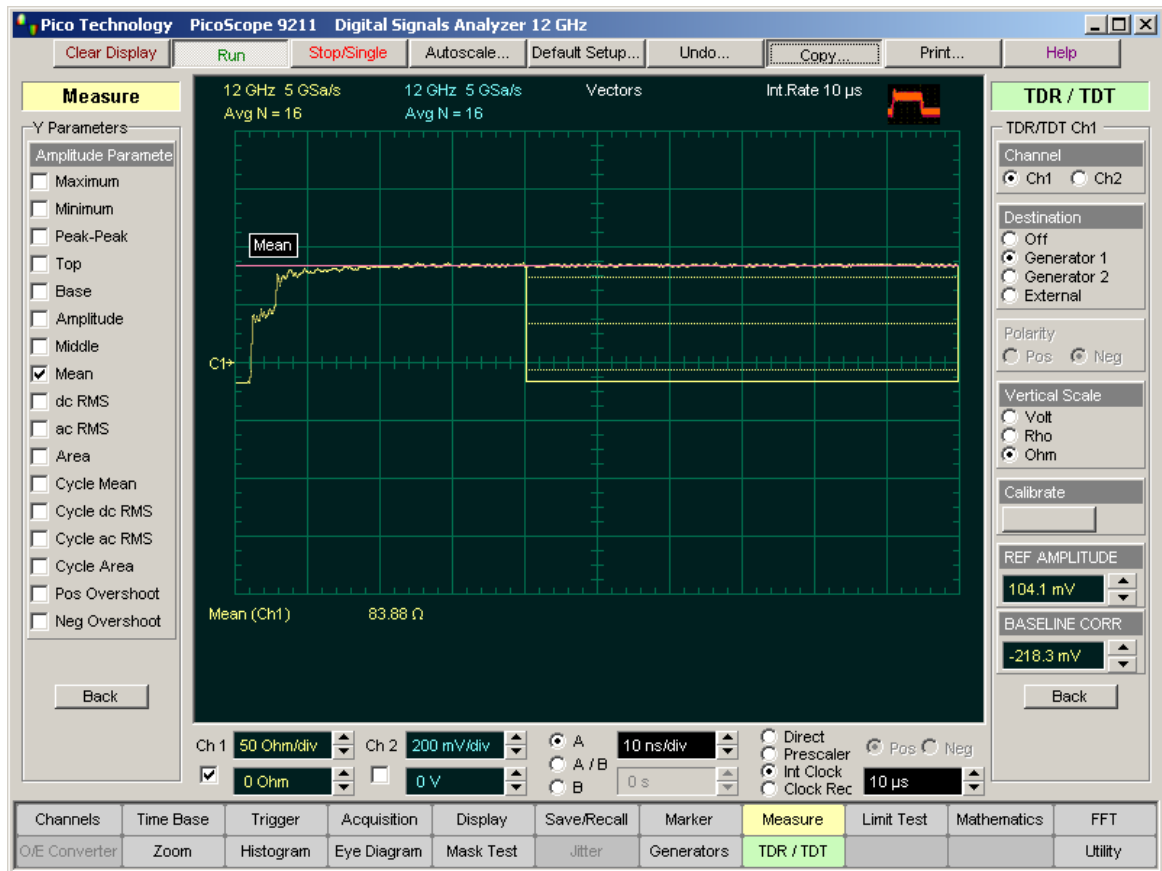 Pico Technology PicoScope 9211 Digital Signals Analyzer 12 GHz
Clear Display Run Stop/Single Autoscale... Default Setup... Undo... Copy... Print... Help
Measure
Y Parameters
Amplitude Paramete
Maximum
Minimum
Peak-Peak
Top
Base
Amplitude
Middle
Mean
dc RMS
ac RMS
Area
Cycle Mean
Cycle dc RMS
Cycle ac RMS
Cycle Area
Pos Overshoot
Neg Overshoot
Back
12 GHz 5 GSa/s 12 GHz 5 GSa/s Vectors Int.Rate 10 µs
Avg N = 16 Avg N = 16
Mean
C1
Mean (Ch1) 83.88 Ω
TDR / TDT
TDR/TDT Ch1
Channel
Ch1 Ch2
Destination
Off
Generator 1
Generator 2
External
Polarity
Pos Neg
Vertical Scale
Volt
Rho
Ohm
Calibrate
REF AMPLITUDE
104.1 mV
BASELINE CORR
-218.3 mV
Back
Ch 1 50 Ohm/div Ch 2 200 mV/div A 10 ns/div Direct Pos Neg
A / B Prescaler
0 Ohm 0 V B 0 s Int Clock 10 µs
Clock Rec
Channels Time Base Trigger Acquisition Display Save/Recall Marker Measure Limit Test Mathematics FFT
O/E Converter Zoom Histogram Eye Diagram Mask Test Jitter Generators TDR / TDT Utility